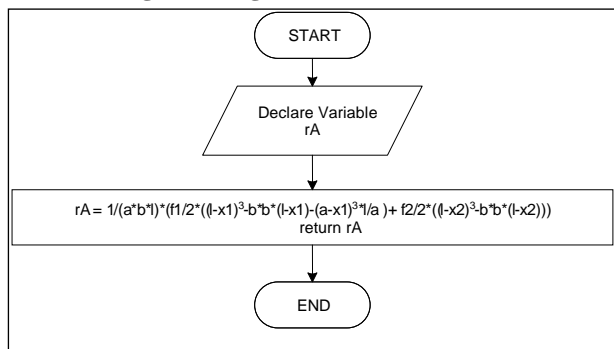 START
Declare Variable
rA
rA = 1/(a*b*l)*(f1/2*((l-x1)³-b*b*(l-x1)-(a-x1)³*l/a )+ f2/2*((l-x2)³-b*b*(l-x2)))
return rA
END